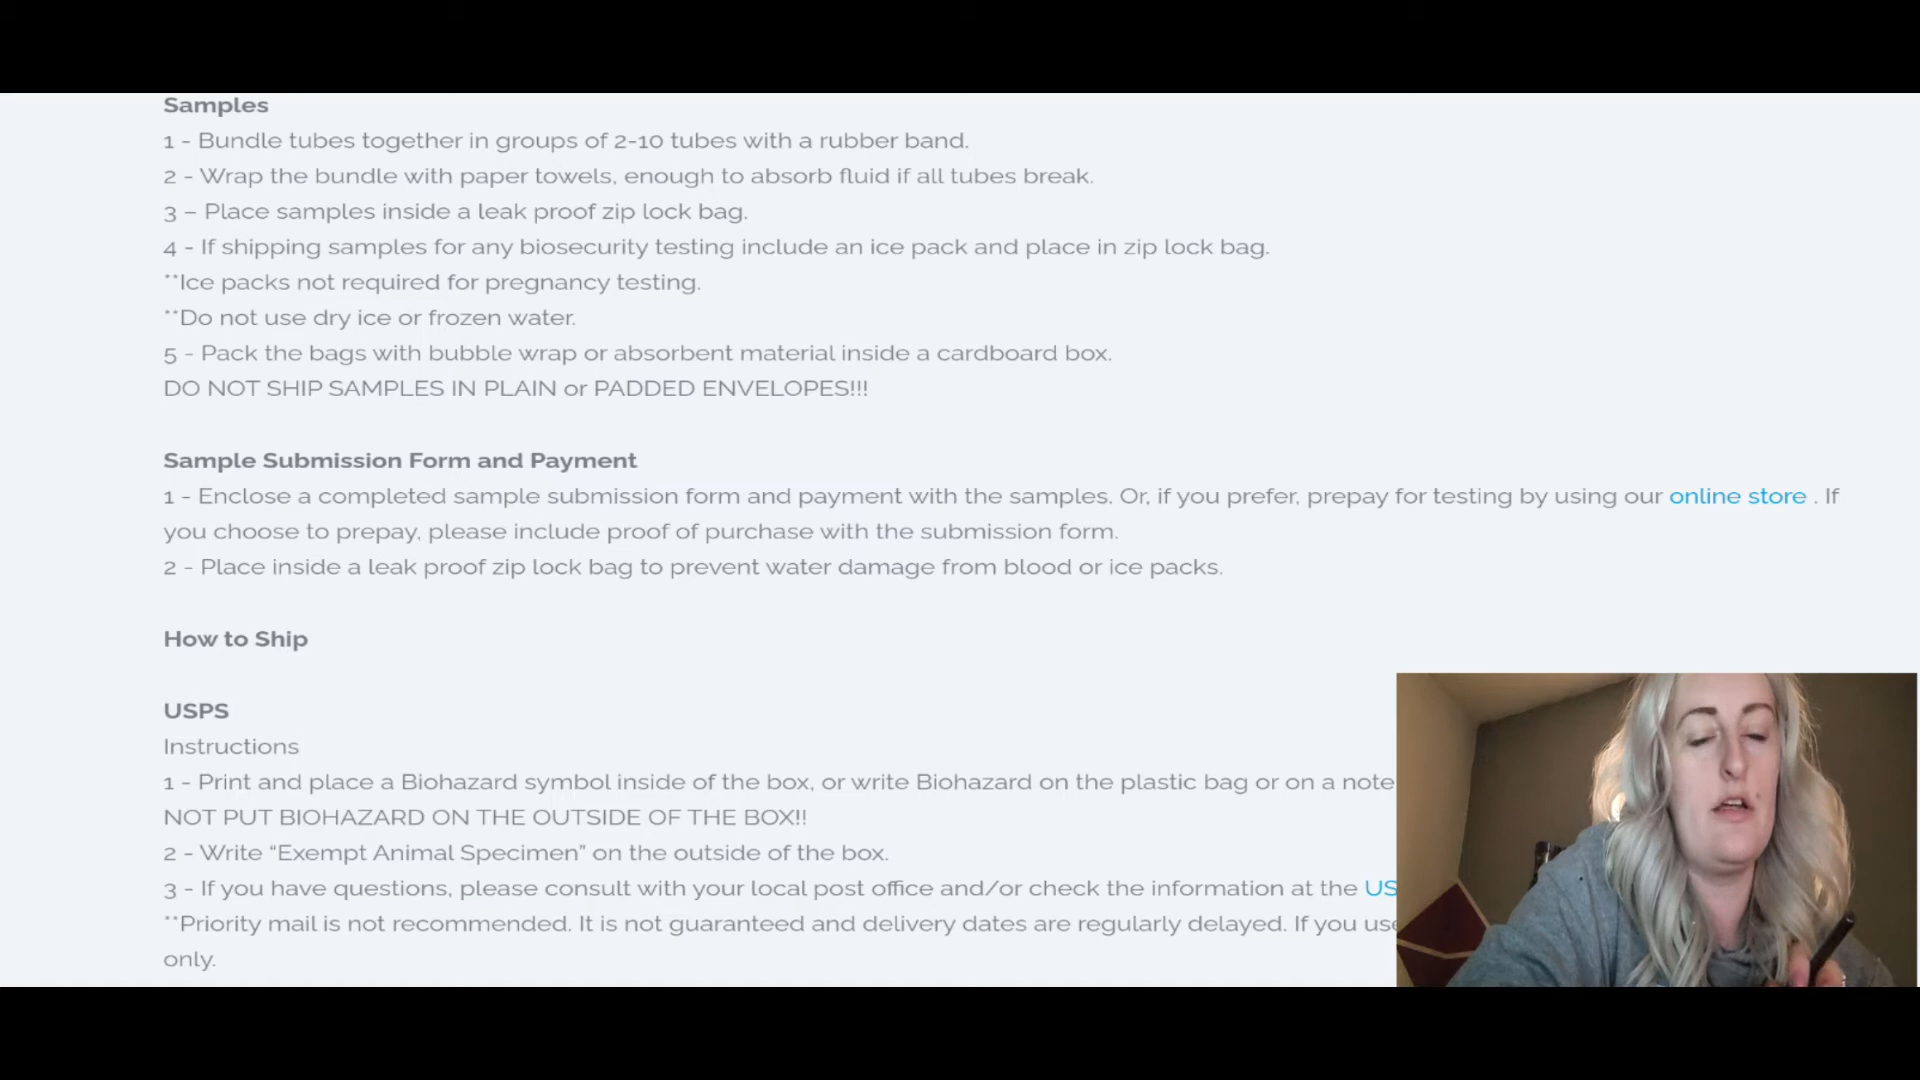 Samples
1 - Bundle tubes together in groups of 2-10 tubes with a rubber band.
2 - Wrap the bundle with paper towels, enough to absorb fluid if all tubes break.
3 – Place samples inside a leak proof zip lock bag.
4 - If shipping samples for any biosecurity testing include an ice pack and place in zip lock bag.
**Ice packs not required for pregnancy testing.
**Do not use dry ice or frozen water.
5 - Pack the bags with bubble wrap or absorbent material inside a cardboard box.
DO NOT SHIP SAMPLES IN PLAIN or PADDED ENVELOPES!!!
Sample Submission Form and Payment
1 - Enclose a completed sample submission form and payment with the samples. Or, if you prefer, prepay for testing by using our online store . If
you choose to prepay, please include proof of purchase with the submission form.
2 - Place inside a leak proof zip lock bag to prevent water damage from blood or ice packs.
How to Ship
USPS
Instructions
1 - Print and place a Biohazard symbol inside of the box, or write Biohazard on the plastic bag or on a note
NOT PUT BIOHAZARD ON THE OUTSIDE OF THE BOX!!
2 - Write “Exempt Animal Specimen” on the outside of the box.
3 - If you have questions, please consult with your local post office and/or check the information at the US
**Priority mail is not recommended. It is not guaranteed and delivery dates are regularly delayed. If you use
only.